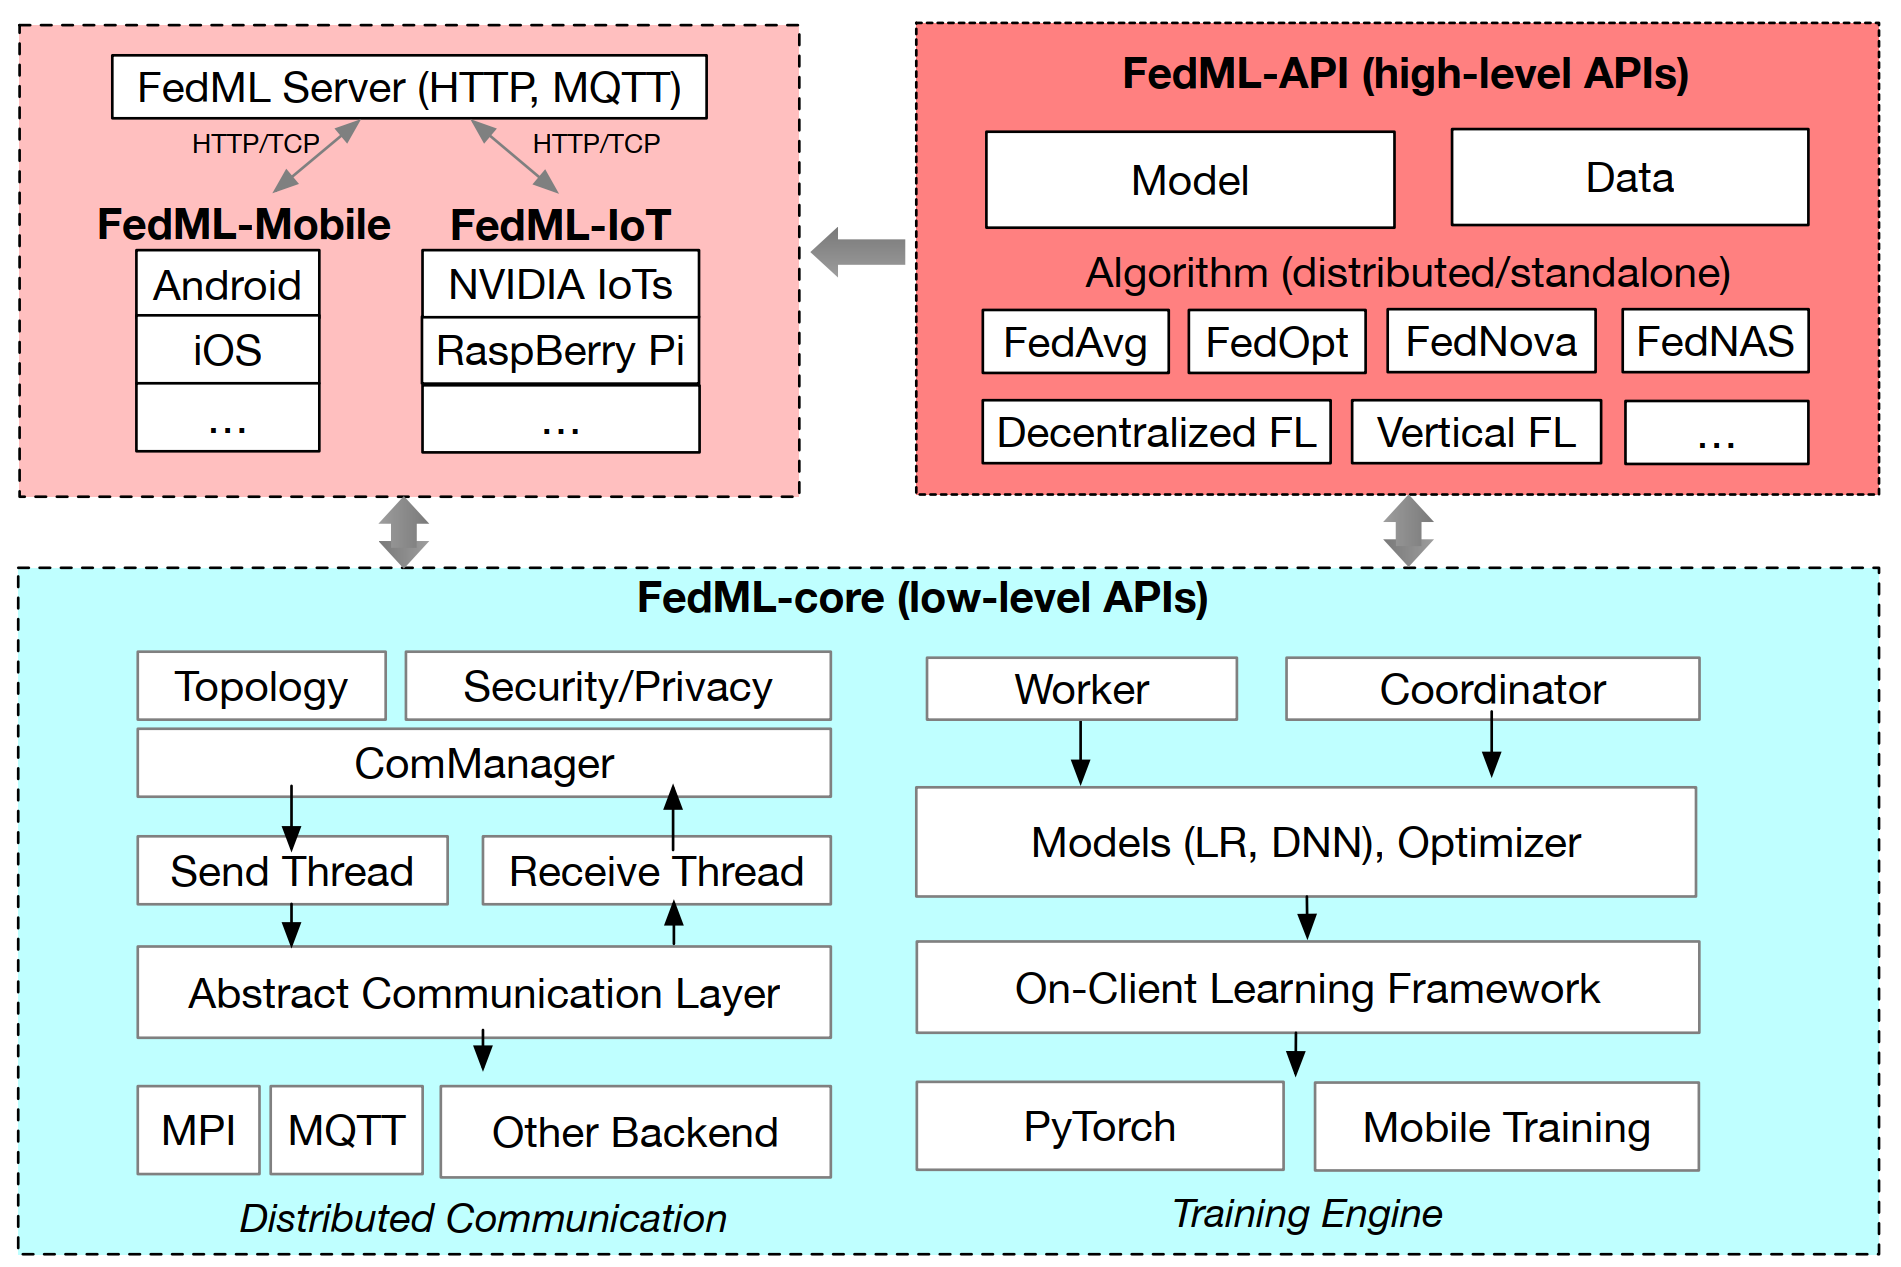 FedML Server (HTTP, MQTT)
HTTP/TCP
HTTP/TCP
FedML-Mobile
Android
iOS
...
FedML-IoT
NVIDIA IoTs
RaspBerry Pi
...
FedML-API (high-level APIs)
Model
Data
Algorithm (distributed/standalone)
FedAvg
FedOpt
FedNova
FedNAS
Decentralized FL
Vertical FL
...
FedML-core (low-level APIs)
Topology
Security/Privacy
ComManager
Send Thread
Receive Thread
Abstract Communication Layer
MPI
MQTT
Other Backend
Distributed Communication
Worker
Coordinator
Models (LR, DNN), Optimizer
On-Client Learning Framework
PyTorch
Mobile Training
Training Engine